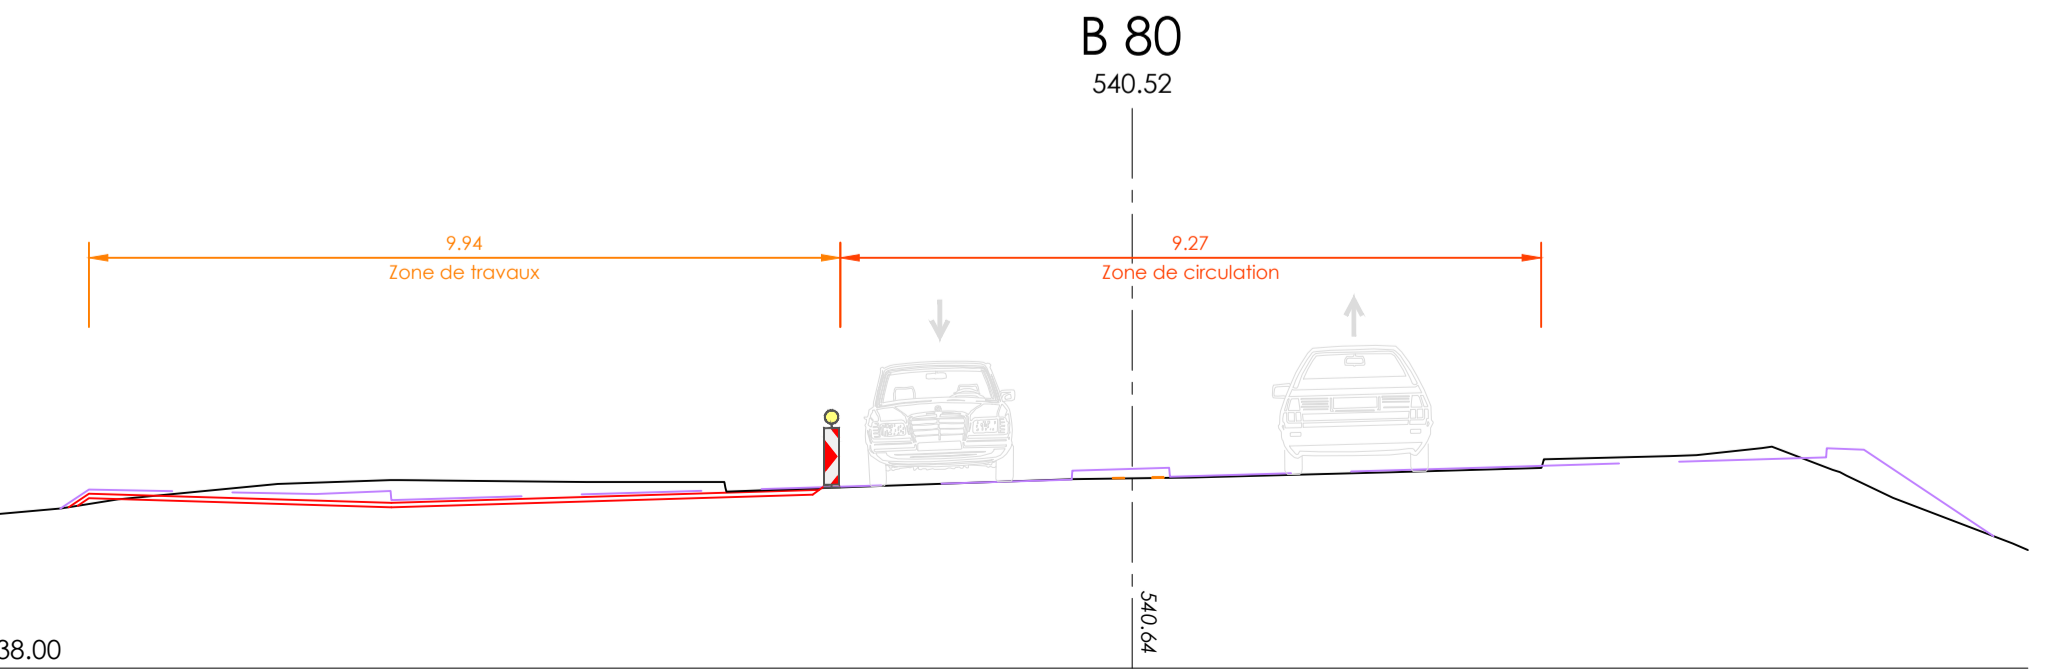 B 80
540.52
9.94
Zone de travaux
9.27
Zone de circulation
540.64
38.00